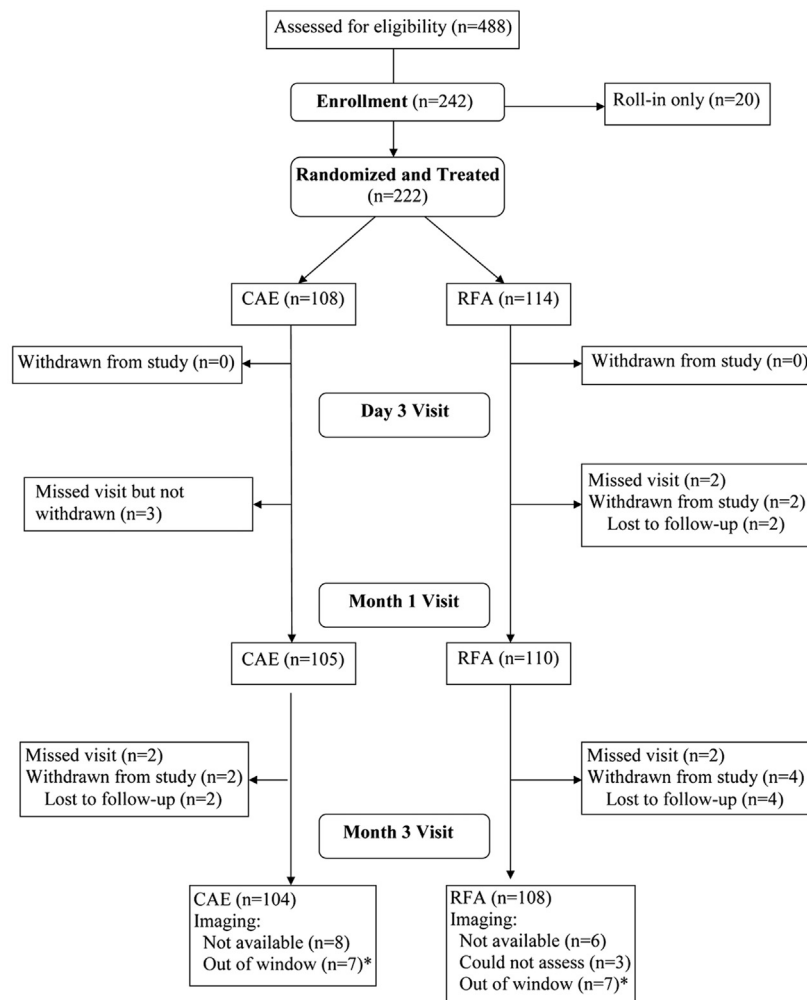 Assessed for eligibility (n=488)
Enrollment (n=242)
Roll-in only (n=20)
Randomized and Treated
(n=222)
CAE (n=108)
RFA (n=114)
Withdrawn from study (n=0)
Withdrawn from study (n=0)
Day 3 Visit
Missed visit but not
withdrawn (n=3)
Missed visit (n=2)
Withdrawn from study (n=2)
Lost to follow-up (n=2)
Month 1 Visit
CAE (n=105)
RFA (n=110)
Missed visit (n=2)
Withdrawn from study (n=2)
Lost to follow-up (n=2)
Missed visit (n=2)
Withdrawn from study (n=4)
Lost to follow-up (n=4)
Month 3 Visit
CAE (n=104)
Imaging:
Not available (n=8)
Out of window (n=7)*
RFA (n=108)
Imaging:
Not available (n=6)
Could not assess (n=3)
Out of window (n=7)*